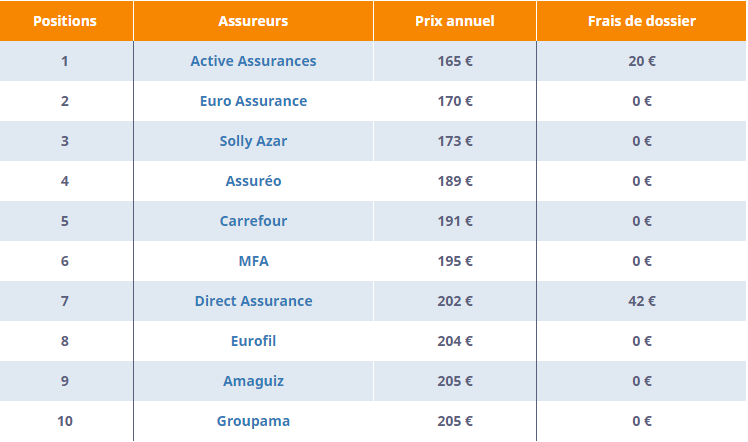 Positions Assureurs Prix annuel Frais de dossier
1 Active Assurances 165 € 20 €
2 Euro Assurance 170 € 0 €
3 Solly Azar 173 € 0 €
4 Assuréo 189 € 0 €
5 Carrefour 191 € 0 €
6 MFA 195 € 0 €
7 Direct Assurance 202 € 42 €
8 Eurofil 204 € 0 €
9 Amaguiz 205 € 0 €
10 Groupama 205 € 0 €